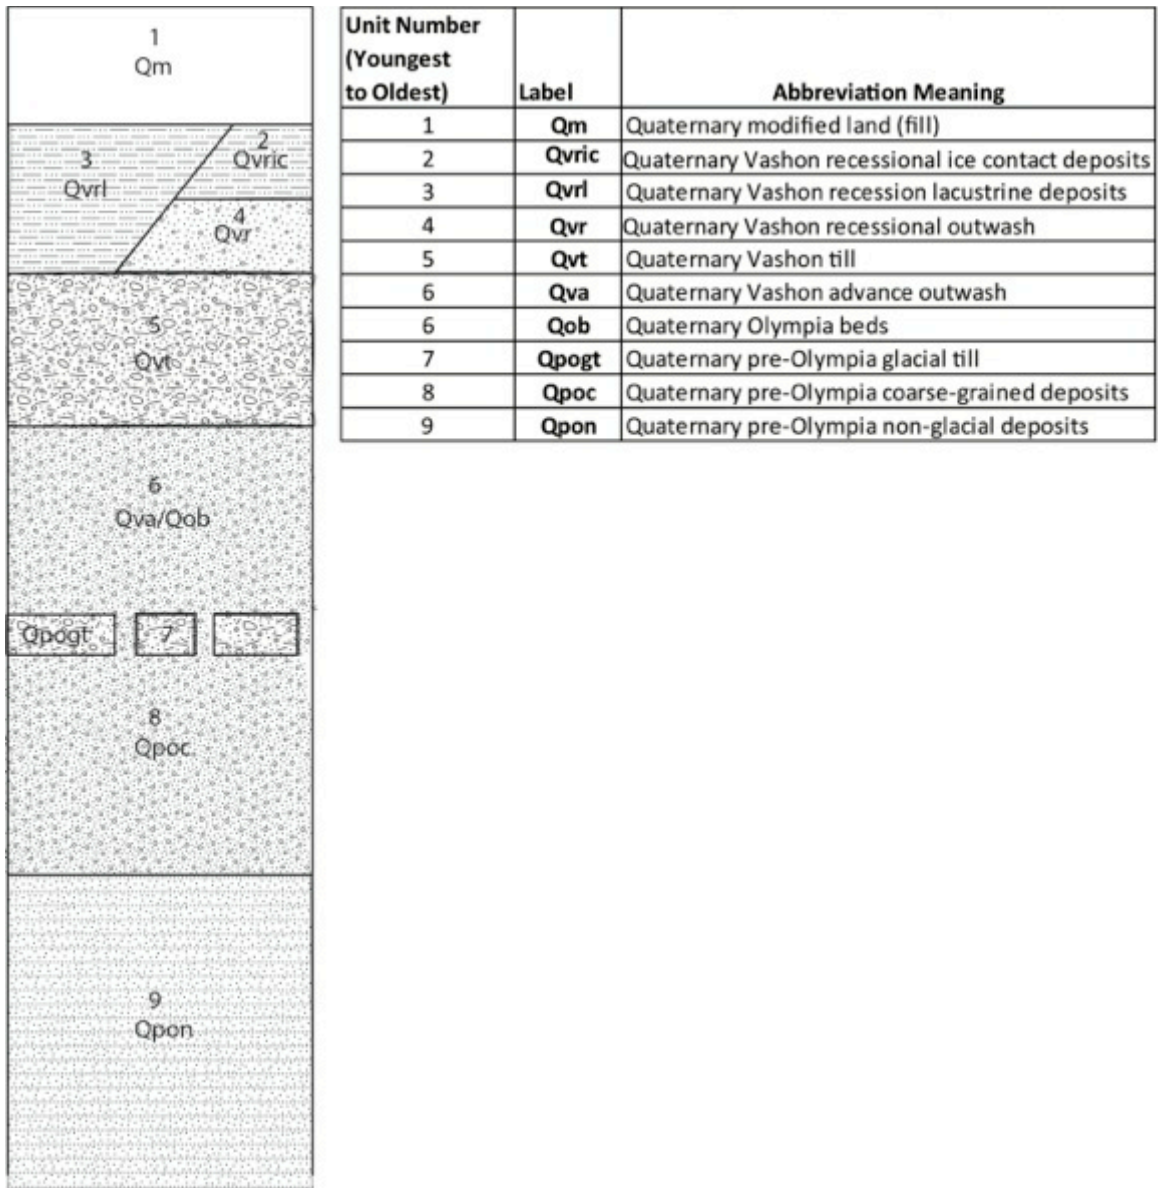 1
Qm
2
Qvric
3
Qvrl
4
Qvr
5
Qvt
6
Qva/Qob
Qpogt 7
8
Qpoc
9
Qpon
Unit Number
(Youngest
to Oldest) Label Abbreviation Meaning
1 Qm Quaternary modified land (fill)
2 Qvric Quaternary Vashon recessional ice contact deposits
3 Qvrl Quaternary Vashon recession lacustrine deposits
4 Qvr Quaternary Vashon recessional outwash
5 Qvt Quaternary Vashon till
6 Qva Quaternary Vashon advance outwash
6 Qob Quaternary Olympia beds
7 Qpogt Quaternary pre-Olympia glacial till
8 Qpoc Quaternary pre-Olympia coarse-grained deposits
9 Qpon Quaternary pre-Olympia non-glacial deposits